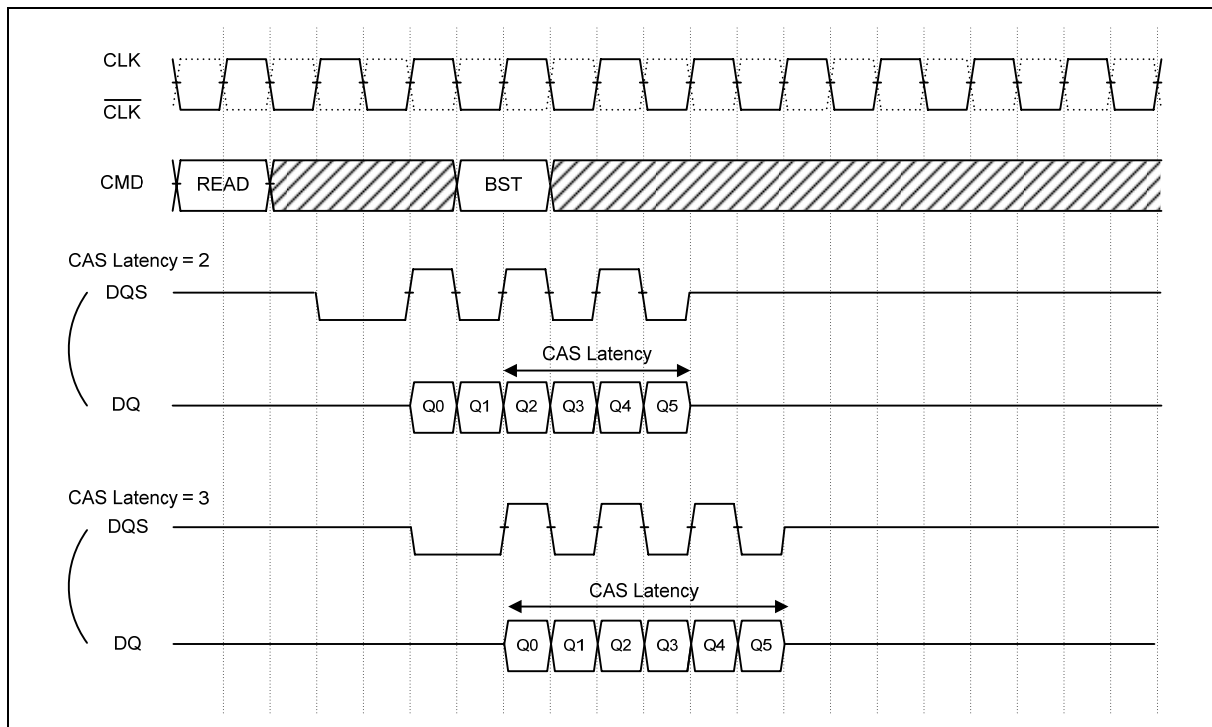 CLK
CLK
CMD
READ
BST
CAS Latency = 2
DQS
CAS Latency
DQ
Q0 Q1 Q2 Q3 Q4 Q5
CAS Latency = 3
DQS
CAS Latency
DQ
Q0 Q1 Q2 Q3 Q4 Q5